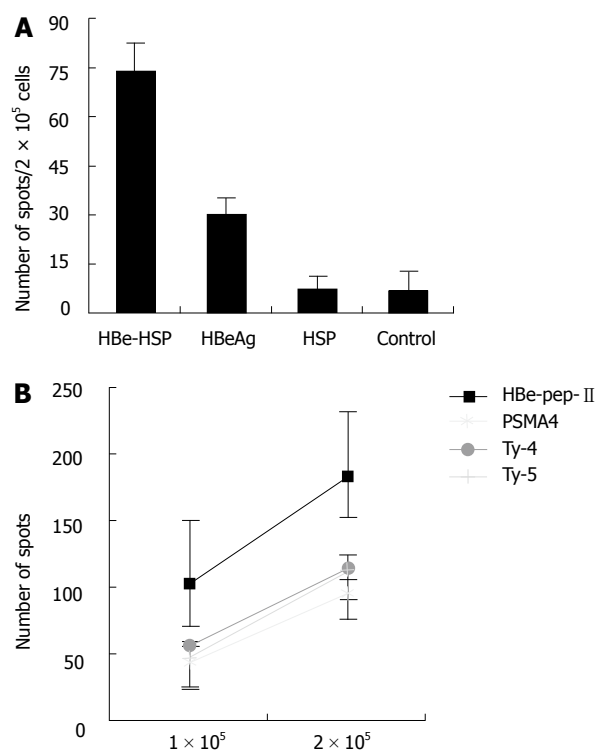 A
Number of spots/2 × 10⁵ cells
90
75
60
45
30
15
0
HBe-HSP HBeAg HSP Control
B
Number of spots
250
200
150
100
50
0
1 × 10⁵ 2 × 10⁵
HBe-pep-Ⅱ
PSMA4
Ty-4
Ty-5